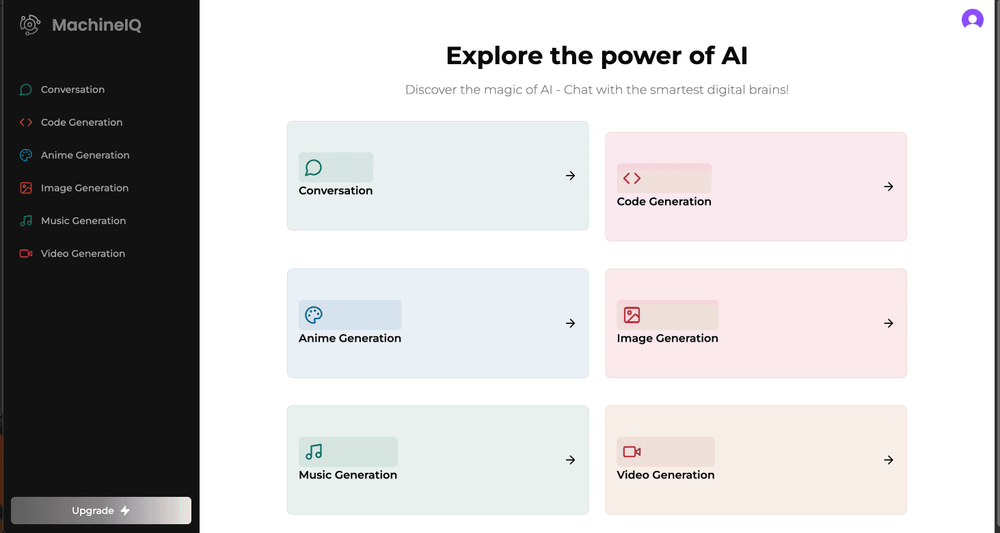 MachineIQ
Conversation
Code Generation
Anime Generation
Image Generation
Music Generation
Video Generation
Upgrade
Explore the power of AI
Discover the magic of AI - Chat with the smartest digital brains!
Conversation
Code Generation
Anime Generation
Image Generation
Music Generation
Video Generation